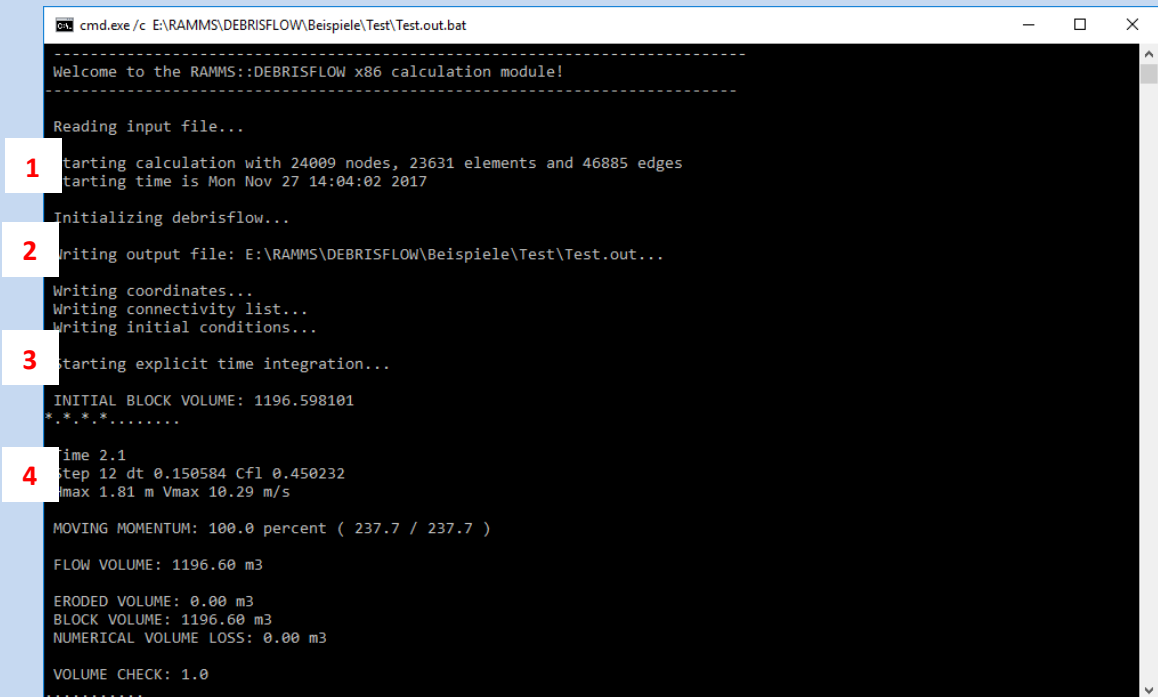 cmd.exe /c E:\RAMMS\DEBRISFLOW\Beispiele\Test\Test.out.bat
----------------------------------------------------------------------------
Welcome to the RAMMS::DEBRISFLOW x86 calculation module!
----------------------------------------------------------------------------
Reading input file...
1
tarting calculation with 24009 nodes, 23631 elements and 46885 edges
tarting time is Mon Nov 27 14:04:02 2017
Initializing debrisflow...
2
riting output file: E:\RAMMS\DEBRISFLOW\Beispiele\Test\Test.out...
Writing coordinates...
Writing connectivity list...
Writing initial conditions...
3
Starting explicit time integration...
INITIAL BLOCK VOLUME: 1196.598101
*.*.*.*........
4
Time 2.1
Step 12 dt 0.150584 Cfl 0.450232
Hmax 1.81 m Vmax 10.29 m/s
MOVING MOMENTUM: 100.0 percent ( 237.7 / 237.7 )
FLOW VOLUME: 1196.60 m3
ERODED VOLUME: 0.00 m3
BLOCK VOLUME: 1196.60 m3
NUMERICAL VOLUME LOSS: 0.00 m3
VOLUME CHECK: 1.0
...........